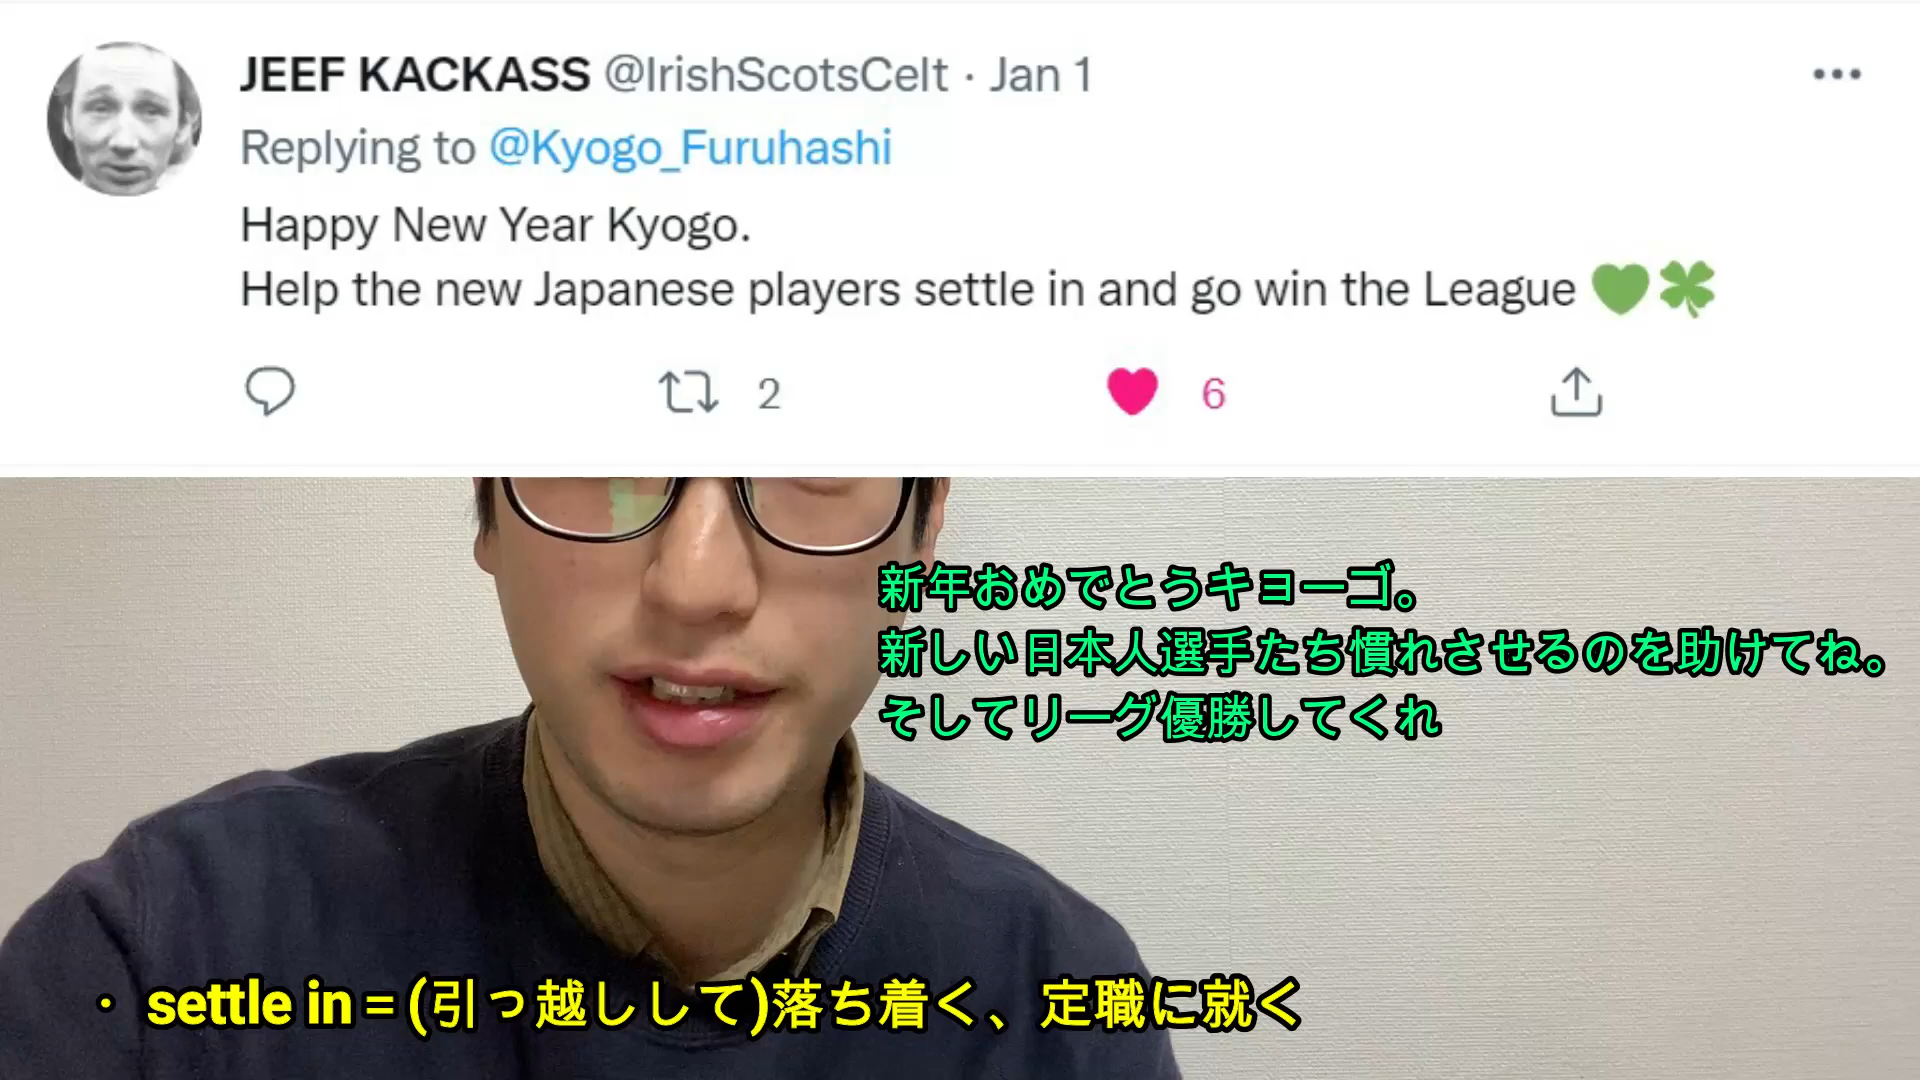 JEEF KACKASS @IrishScotsCelt · Jan 1
Replying to @Kyogo_Furuhashi
Happy New Year Kyogo.
Help the new Japanese players settle in and go win the League 💚🍀
2 6
新年おめでとうキョーゴ。
新しい日本人選手たち慣れさせるのを助けてね。
そしてリーグ優勝してくれ
・ settle in = (引っ越しして)落ち着く、定職に就く